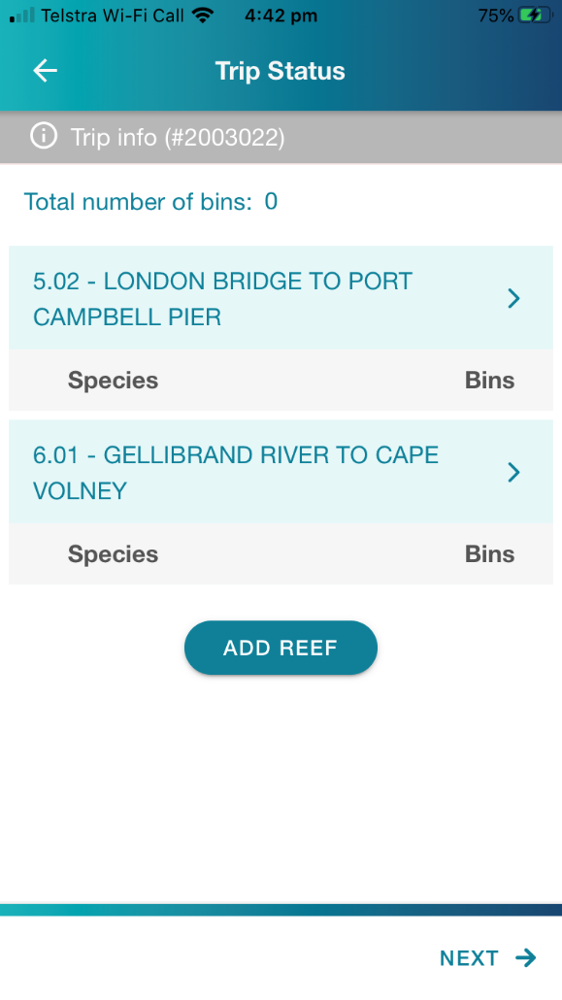 Telstra Wi-Fi Call 4:42 pm 75%
Trip Status
Trip info (#2003022)
Total number of bins: 0
5.02 - LONDON BRIDGE TO PORT
CAMPBELL PIER
Species Bins
6.01 - GELLIBRAND RIVER TO CAPE
VOLNEY
Species Bins
ADD REEF
NEXT